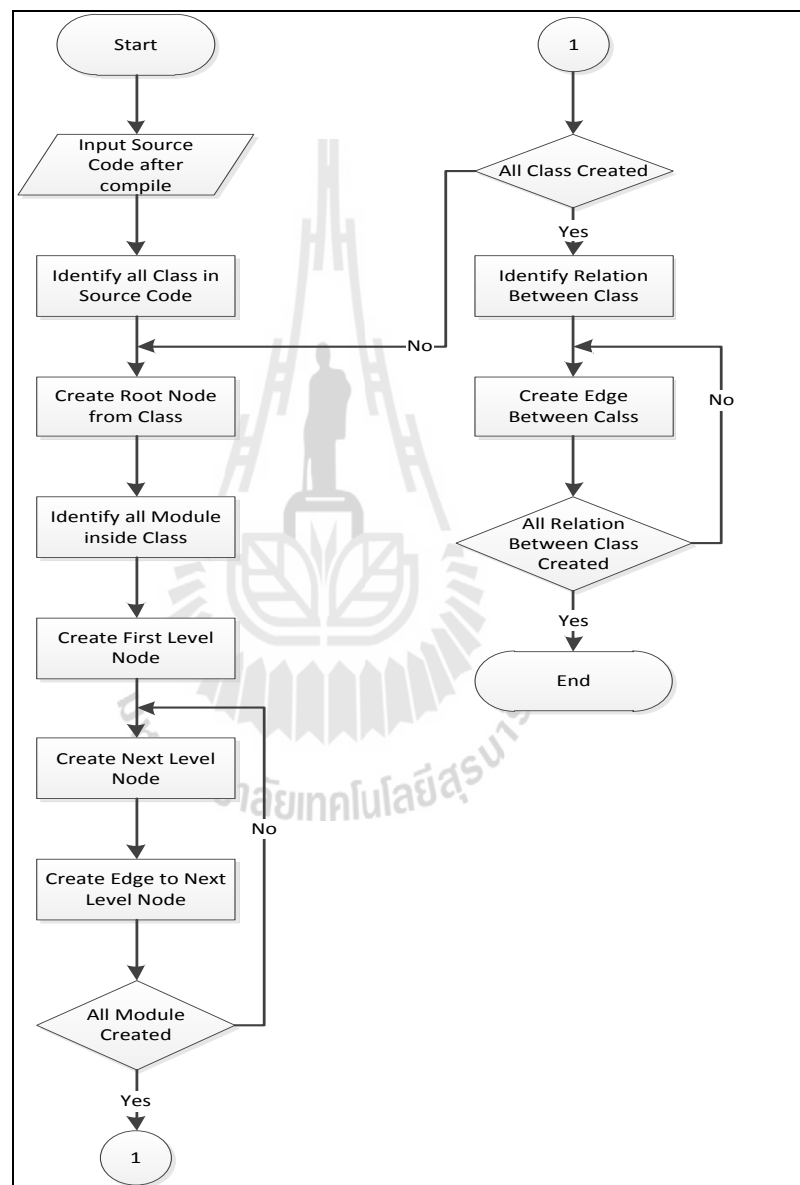 Start
Input Source
Code after
compile
Identify all Class in
Source Code
Create Root Node
from Class
Identify all Module
inside Class
Create First Level
Node
Create Next Level
Node
No
Create Edge to Next
Level Node
All Module
Created
Yes
1
1
All Class Created
No
Yes
Identify Relation
Between Class
Create Edge
Between Calss
No
All Relation
Between Class
Created
Yes
End